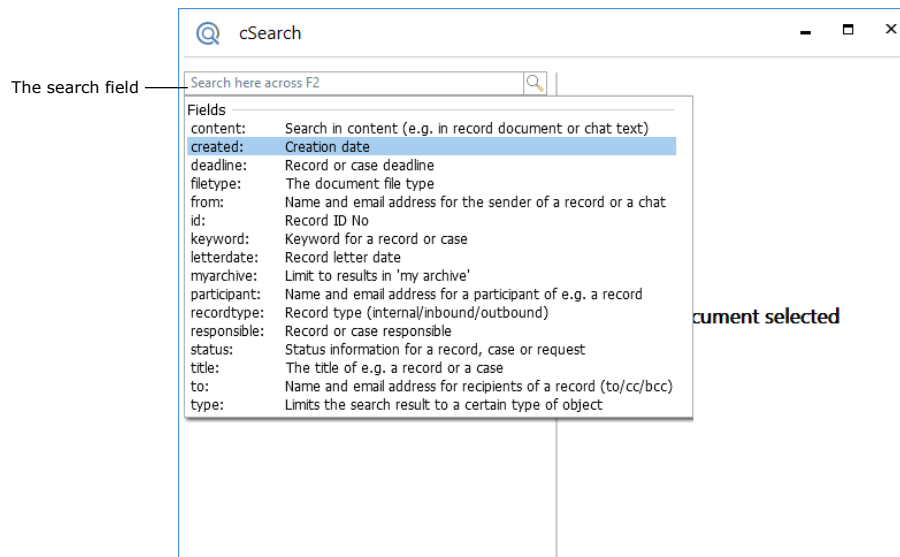 cSearch
The search field
Search here across F2
Fields
content: Search in content (e.g. in record document or chat text)
created: Creation date
deadline: Record or case deadline
filetype: The document file type
from: Name and email address for the sender of a record or a chat
id: Record ID No
keyword: Keyword for a record or case
letterdate: Record letter date
myarchive: Limit to results in 'my archive'
participant: Name and email address for a participant of e.g. a record
recordtype: Record type (internal/inbound/outbound)
responsible: Record or case responsible
status: Status information for a record, case or request
title: The title of e.g. a record or a case
to: Name and email address for recipients of a record (to/cc/bcc)
type: Limits the search result to a certain type of object
cument selected